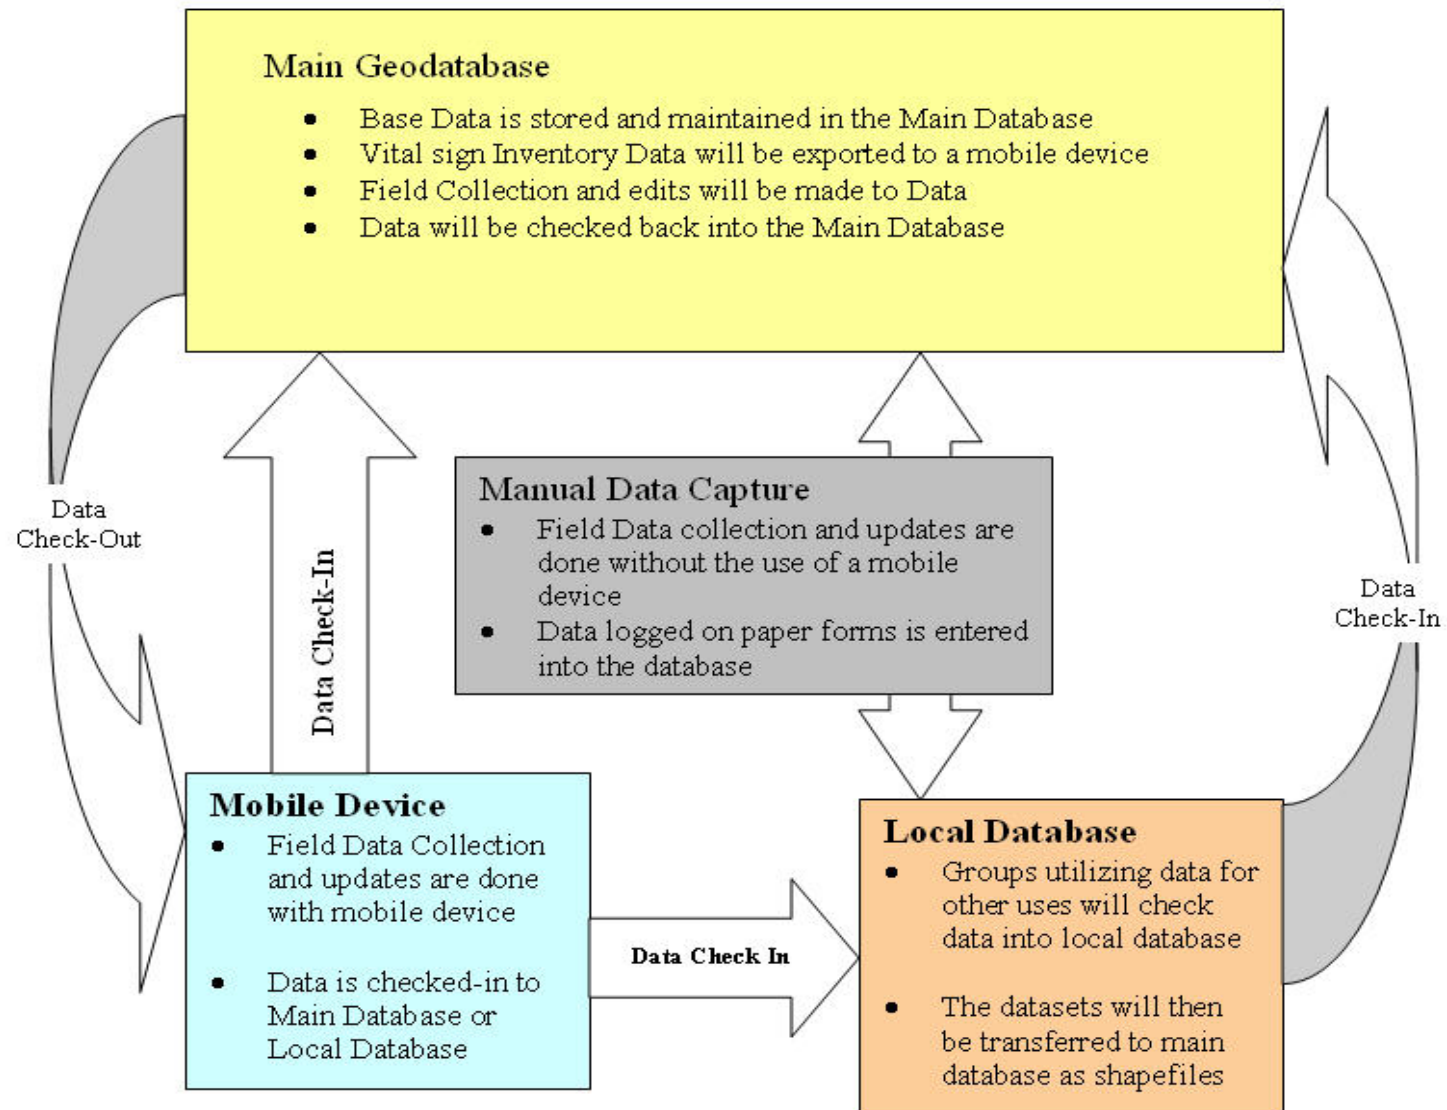 Main Geodatabase
• Base Data is stored and maintained in the Main Database
• Vital sign Inventory Data will be exported to a mobile device
• Field Collection and edits will be made to Data
• Data will be checked back into the Main Database
Data
Check-Out
Data Check-In
Manual Data Capture
• Field Data collection and updates are
done without the use of a mobile
device
• Data logged on paper forms is entered
into the database
Data
Check-In
Mobile Device
• Field Data Collection
and updates are done
with mobile device
• Data is checked-in to
Main Database or
Local Database
Data Check In
Local Database
• Groups utilizing data for
other uses will check
data into local database
• The datasets will then
be transferred to main
database as shapefiles